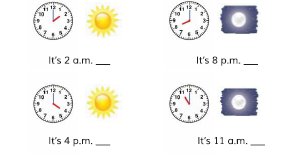 It's 2 a.m. ___
It's 8 p.m. ___
It's 4 p.m. ___
It's 11 a.m. ___